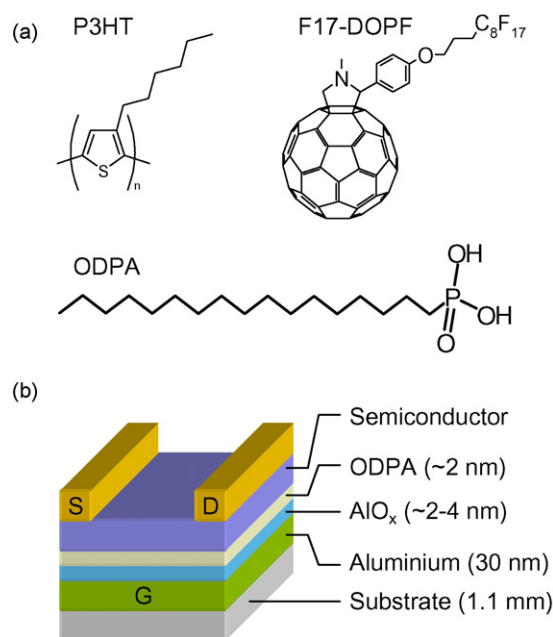 (a)
P3HT
F17-DOPF
S
n
N
O
C₈F₁₇
ODPA
OH
P
OH
O
(b)
Semiconductor
ODPA (~2 nm)
AlOₓ (~2-4 nm)
Aluminium (30 nm)
Substrate (1.1 mm)
S
D
G